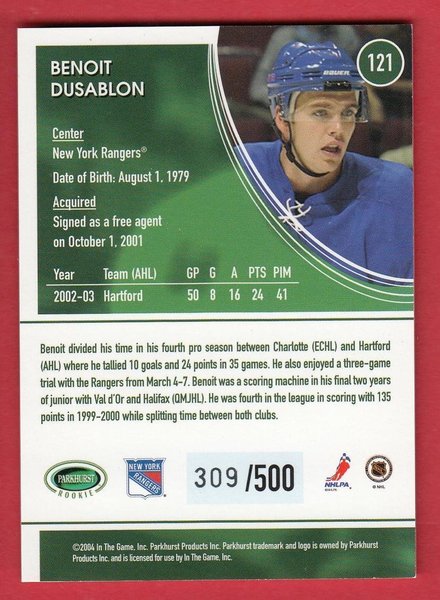 BENOIT
DUSABLON
121
BAUER
Center
New York Rangers®
Date of Birth: August 1, 1979
Acquired
Signed as a free agent
on October 1, 2001
Year Team (AHL) GP G A PTS PIM
2002-03 Hartford 50 8 16 24 41
Benoit divided his time in his fourth pro season between Charlotte (ECHL) and Hartford
(AHL) where he tallied 10 goals and 24 points in 35 games. He also enjoyed a three-game
trial with the Rangers from March 4-7. Benoit was a scoring machine in his final two years
of junior with Val d'Or and Halifax (QMJHL). He was fourth in the league in scoring with 135
points in 1999-2000 while splitting time between both clubs.
PARKHURST
ROOKIE
NEW YORK
RANGERS
309/500
NHLPA
© NHL
©2004 In The Game, Inc. Parkhurst Products Inc. Parkhurst trademark and logo is owned by Parkhurst
Products Inc. and is licensed for use by In The Game, Inc.